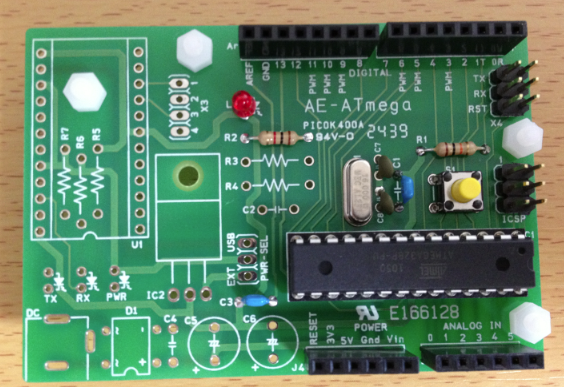 Ar
AREF
GND
13
12
11
10
9
8
7
6
5
4
3
2
1T
0R
PWM
PWM
PWM
PWM
PWM
PWM
DIGITAL
TX
RX
RST
X4
X3
1
2
3
4
L
AE-ATmega
PICOK400A
94V-0
2439
R7
R6
R5
R2
R3
R4
C2
R1
S1
C7
C1
C8
1
ICSP
U1
USB
EXT
PWR-SEL
IC2
C3
TX
RX
PWR
DC
D1
C4
C5
C6
E166128
RESET
3V3
5V
Gnd
Vin
POWER
ANALOG IN
0
1
2
3
4
5
J4